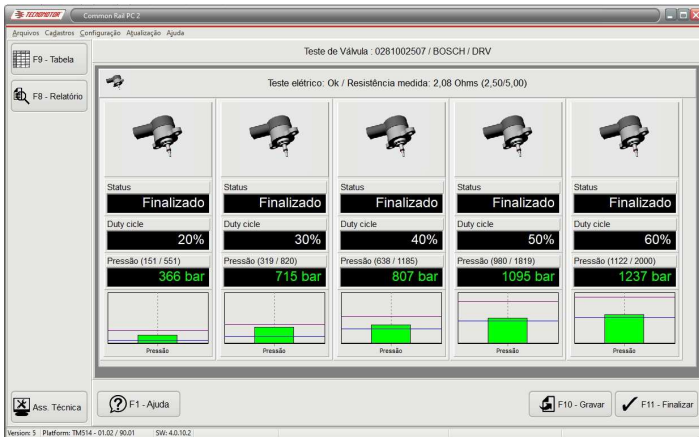 TECNOMOTOR Common Rail PC 2
Arquivos Cadastros Configuração Atualização Ajuda
F9 - Tabela
F8 - Relatório
Teste de Válvula : 0281002507 / BOSCH / DRV
Teste elétrico: Ok / Resistência medida: 2,08 Ohms (2,50/5,00)
Status Status Status Status Status
Finalizado Finalizado Finalizado Finalizado Finalizado
Duty cicle Duty cicle Duty cicle Duty cicle Duty cicle
20% 30% 40% 50% 60%
Pressão (151 / 551) Pressão (319 / 820) Pressão (638 / 1185) Pressão (980 / 1819) Pressão (1122 / 2000)
366 bar 715 bar 807 bar 1095 bar 1237 bar
Pressão Pressão Pressão Pressão Pressão
Ass. Técnica
F1 - Ajuda
F10 - Gravar
F11 - Finalizar
Version: 5 Platform: TM514 - 01.02 / 90.01 SW: 4.0.10.2